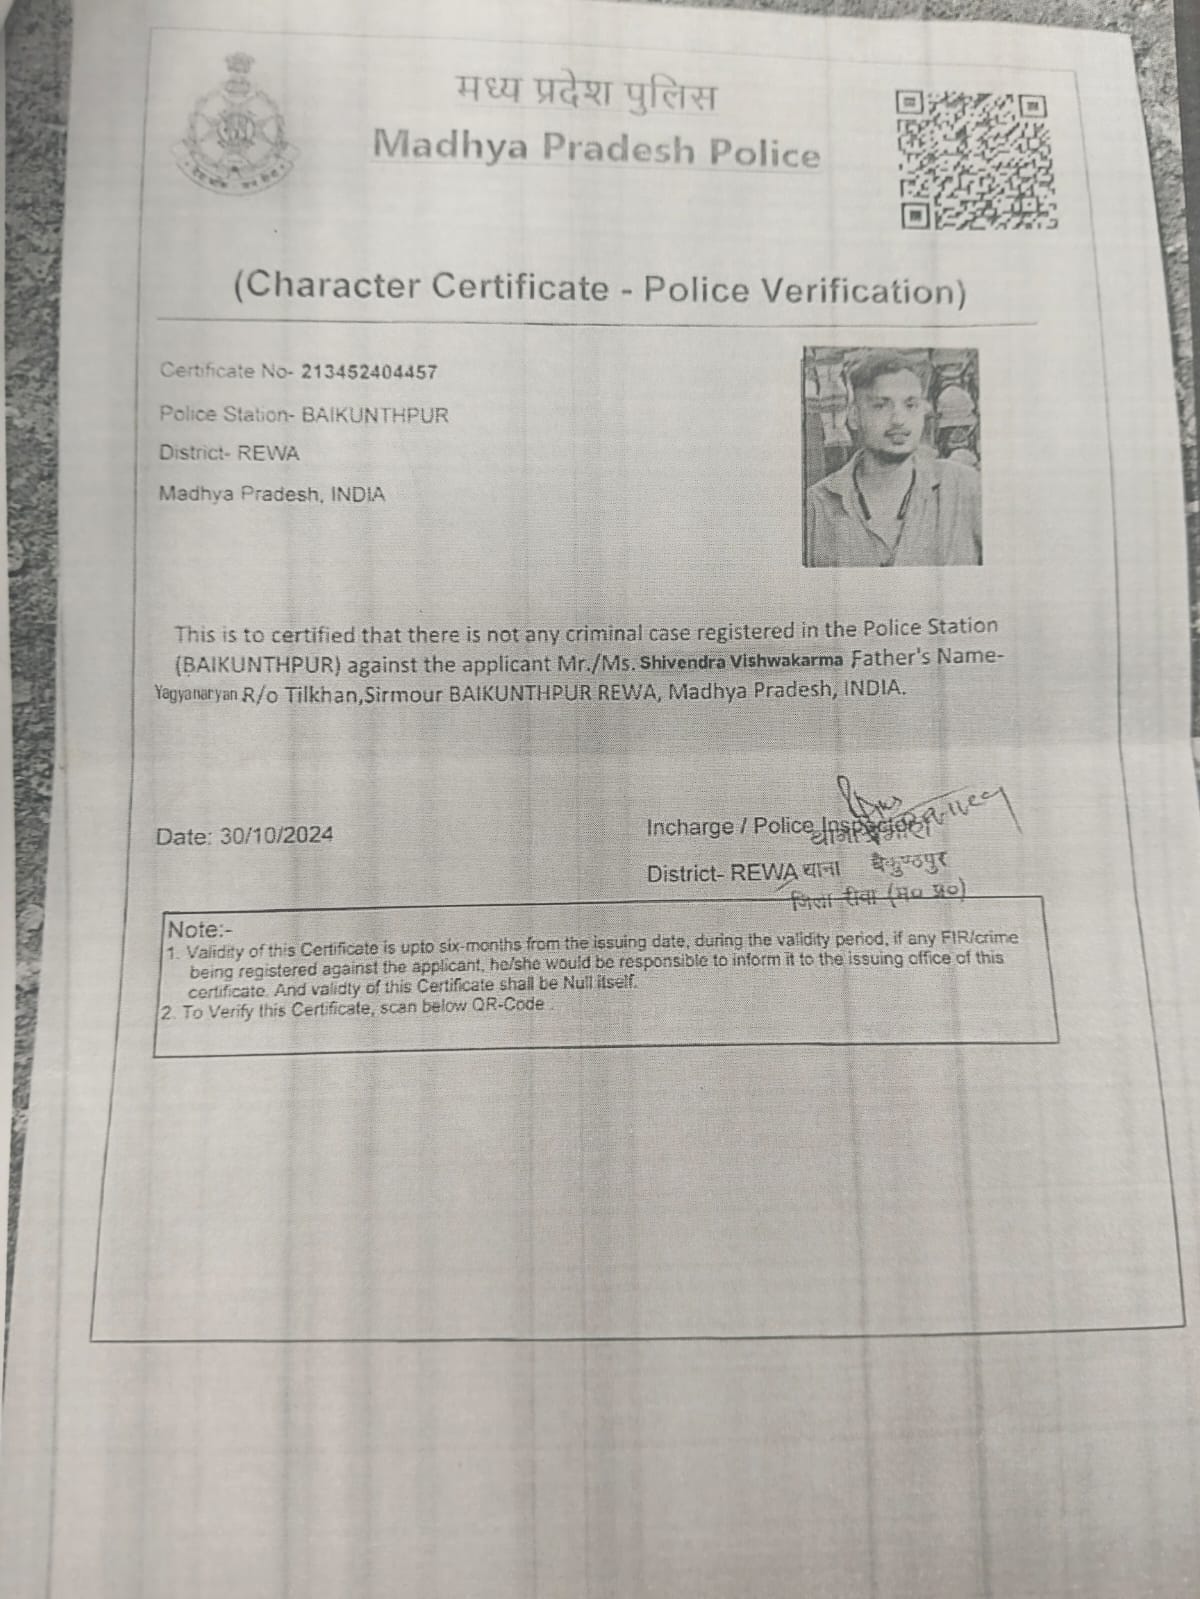 मध्य प्रदेश पुलिस
Madhya Pradesh Police
(Character Certificate - Police Verification)
Certificate No- 213452404457
Police Station- BAIKUNTHPUR
District- REWA
Madhya Pradesh, INDIA
This is to certified that there is not any criminal case registered in the Police Station
(BAIKUNTHPUR) against the applicant Mr./Ms. Shivendra Vishwakarma Father's Name-
Yagyanaryan R/o Tilkhan,Sirmour BAIKUNTHPUR REWA, Madhya Pradesh, INDIA.
Date: 30/10/2024
Incharge / Police Inspector
थाना प्रभारी
District- REWA थाना बैकुण्ठपुर
जिला रीवा (म० प्र०)
Note:-
1. Validity of this Certificate is upto six-months from the issuing date, during the validity period, if any FIR/crime
being registered against the applicant, he/she would be responsible to inform it to the issuing office of this
certificate. And validty of this Certificate shall be Null itself.
2. To Verify this Certificate, scan below QR-Code .